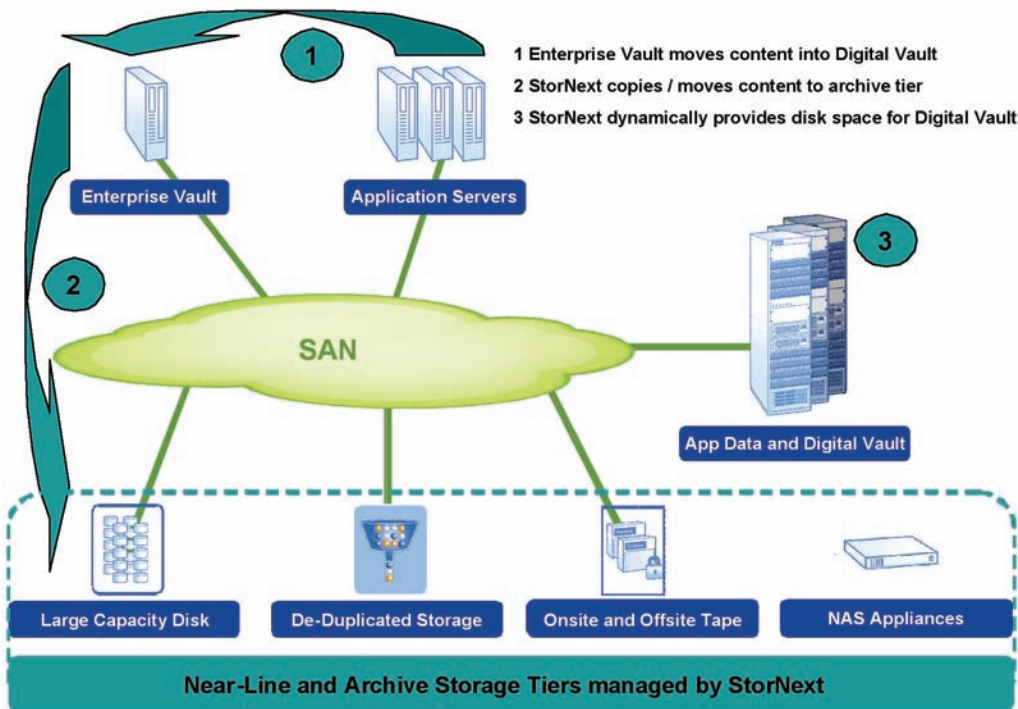 1
1 Enterprise Vault moves content into Digital Vault
2 StorNext copies / moves content to archive tier
3 StorNext dynamically provides disk space for Digital Vault
Enterprise Vault
Application Servers
3
2
SAN
App Data and Digital Vault
Large Capacity Disk
De-Duplicated Storage
Onsite and Offsite Tape
NAS Appliances
Near-Line and Archive Storage Tiers managed by StorNext